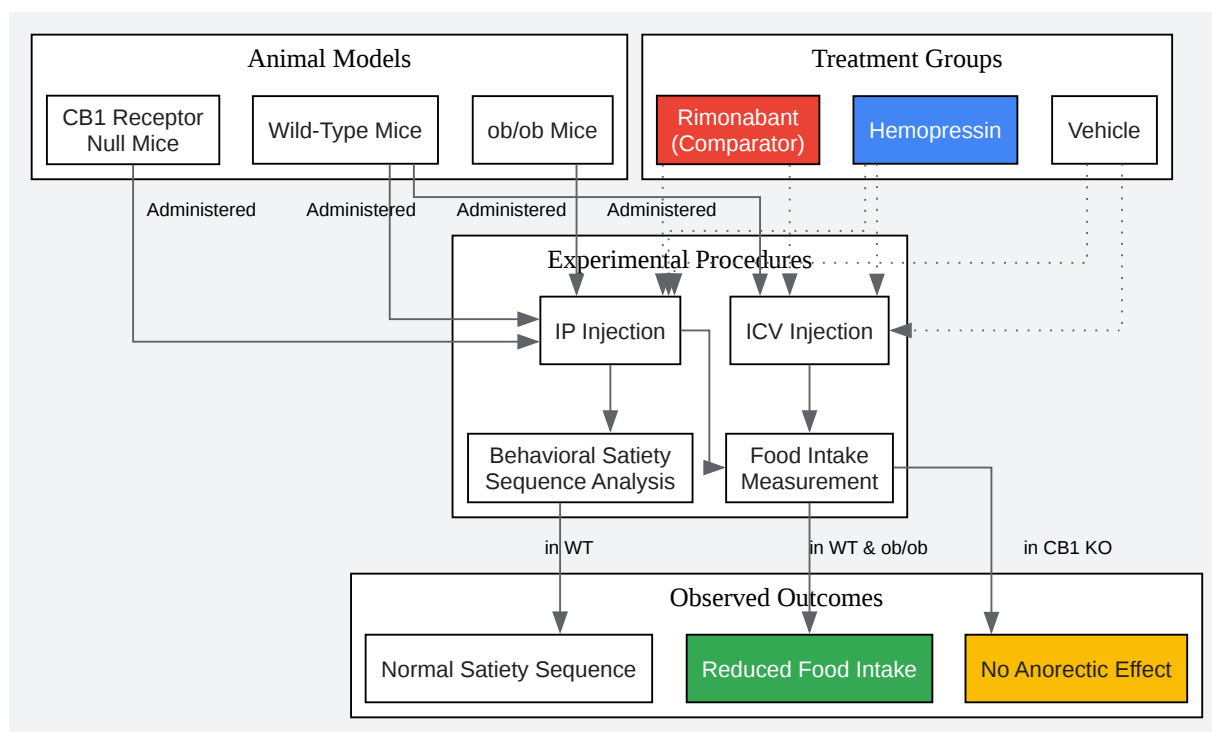 Animal Models
Treatment Groups
CB1 Receptor
Null Mice
Wild-Type Mice
ob/ob Mice
Rimonabant
(Comparator)
Hemopressin
Vehicle
Administered
Administered
Administered
Administered
Experimental Procedures
IP Injection
ICV Injection
Behavioral Satiety
Sequence Analysis
Food Intake
Measurement
in WT
in WT & ob/ob
in CB1 KO
Observed Outcomes
Normal Satiety Sequence
Reduced Food Intake
No Anorectic Effect